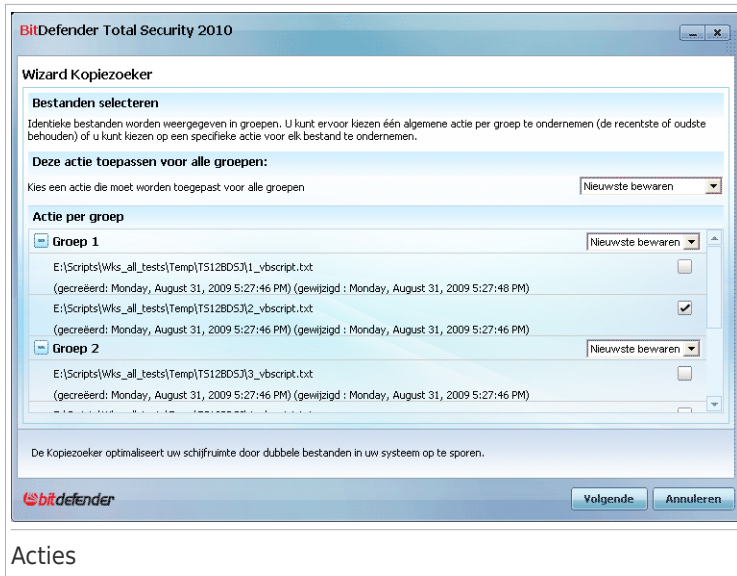 BitDefender Total Security 2010
Wizard Kopiezoeker
Bestanden selecteren
Identieke bestanden worden weergegeven in groepen. U kunt ervoor kiezen één algemene actie per groep te ondernemen (de recentste of oudste
behouden) of u kunt kiezen op een specifieke actie voor elk bestand te ondernemen.
Deze actie toepassen voor alle groepen:
Kies een actie die moet worden toegepast voor alle groepen
Nieuwste bewaren
Actie per groep
Groep 1
Nieuwste bewaren
E:\Scripts\Wks_all_tests\Temp\TS12BDSJ\1_vbscript.txt
(gecreëerd: Monday, August 31, 2009 5:27:46 PM) (gewijzigd : Monday, August 31, 2009 5:27:48 PM)
E:\Scripts\Wks_all_tests\Temp\TS12BDSJ\2_vbscript.txt
(gecreëerd: Monday, August 31, 2009 5:27:46 PM) (gewijzigd : Monday, August 31, 2009 5:27:46 PM)
Groep 2
Nieuwste bewaren
E:\Scripts\Wks_all_tests\Temp\TS12BDSJ\3_vbscript.txt
(gecreëerd: Monday, August 31, 2009 5:27:46 PM) (gewijzigd : Monday, August 31, 2009 5:27:46 PM)
De Kopiezoeker optimaliseert uw schijfruimte door dubbele bestanden in uw systeem op te sporen.
bitdefender
Volgende
Annuleren
Acties